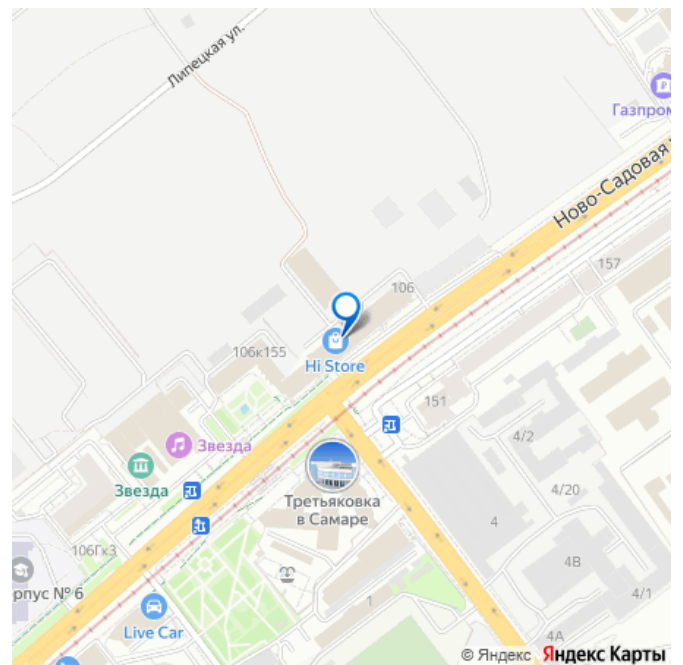 Липецкая ул.
Газпром
Ново-Садовая
157
106
106к155
Hi Store
151
Звезда
4/2
Звезда
Третьяковка
в Самаре
4/20
4
106Гк3
4В
орпус № 6
1
4/1
Live Car
4А
© Яндекс Яндекс Карты